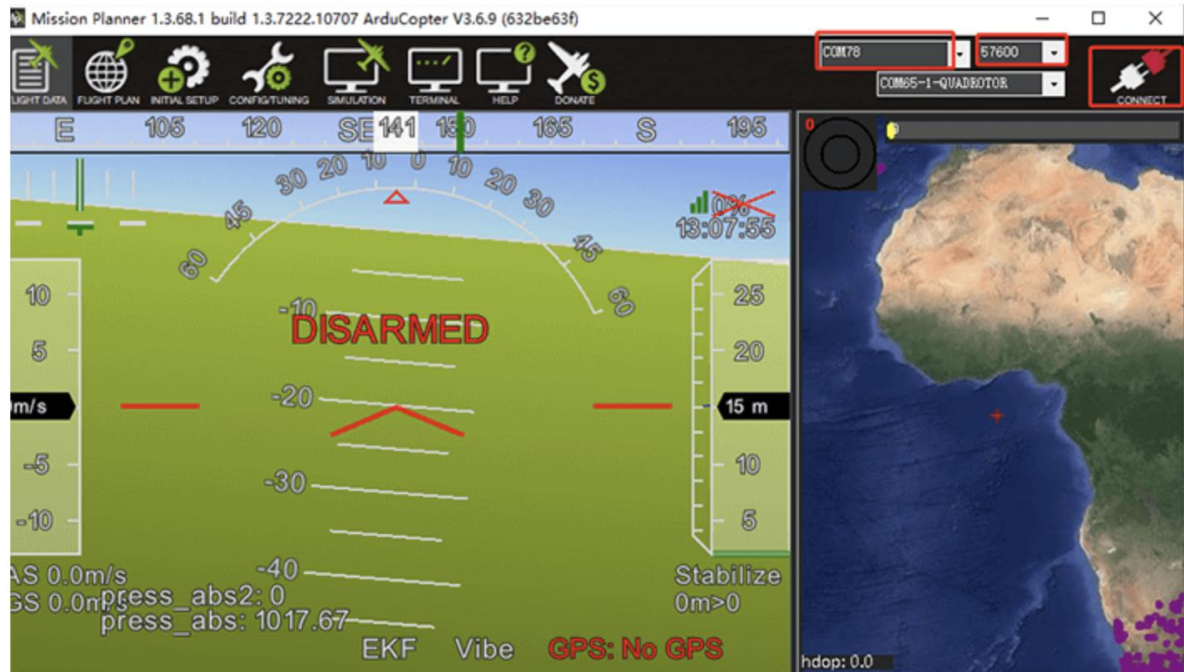 Mission Planner 1.3.68.1 build 1.3.7222.10707 ArduCopter V3.6.9 (632be63f)
COM78 57600
COM65-1-QUADROTOR
FLIGHT DATA FLIGHT PLAN INITIAL SETUP CONFIG/TUNING SIMULATION TERMINAL HELP DONATE CONNECT
E 105 120 SE 141 150 165 S 195
0
60 45 30 20 10 0 10 20 30 45 60
0%
13:07:55
10
5
m/s
-5
-10
-10
DISARMED
-20
-30
-40
25
20
15 m
10
5
AS 0.0m/s
GS 0.0m/s
press_abs2: 0
press_abs: 1017.67
Stabilize
0m>0
EKF Vibe GPS: No GPS
hdop: 0.0